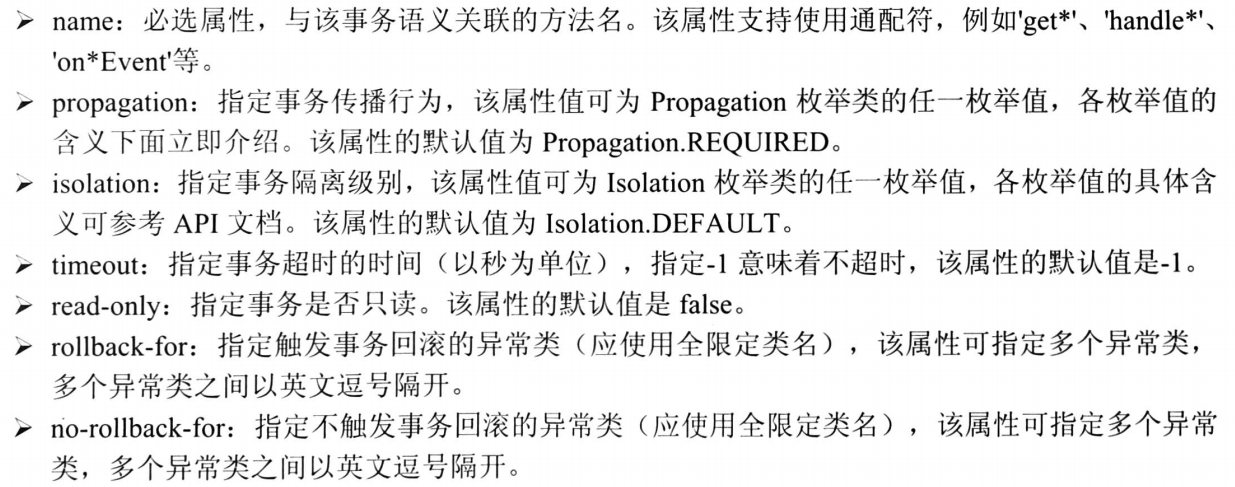 ➢ name：必选属性，与该事务语义关联的方法名。该属性支持使用通配符，例如'get*'、'handle*'、
'on*Event'等。
➢ propagation：指定事务传播行为，该属性值可为 Propagation 枚举类的任一枚举值，各枚举值的
含义下面立即介绍。该属性的默认值为 Propagation.REQUIRED。
➢ isolation：指定事务隔离级别，该属性值可为 Isolation 枚举类的任一枚举值，各枚举值的具体含
义可参考 API 文档。该属性的默认值为 Isolation.DEFAULT。
➢ timeout：指定事务超时的时间（以秒为单位），指定-1 意味着不超时，该属性的默认值是-1。
➢ read-only：指定事务是否只读。该属性的默认值是 false。
➢ rollback-for：指定触发事务回滚的异常类（应使用全限定类名），该属性可指定多个异常类，
多个异常类之间以英文逗号隔开。
➢ no-rollback-for：指定不触发事务回滚的异常类（应使用全限定类名），该属性可指定多个异常
类，多个异常类之间以英文逗号隔开。